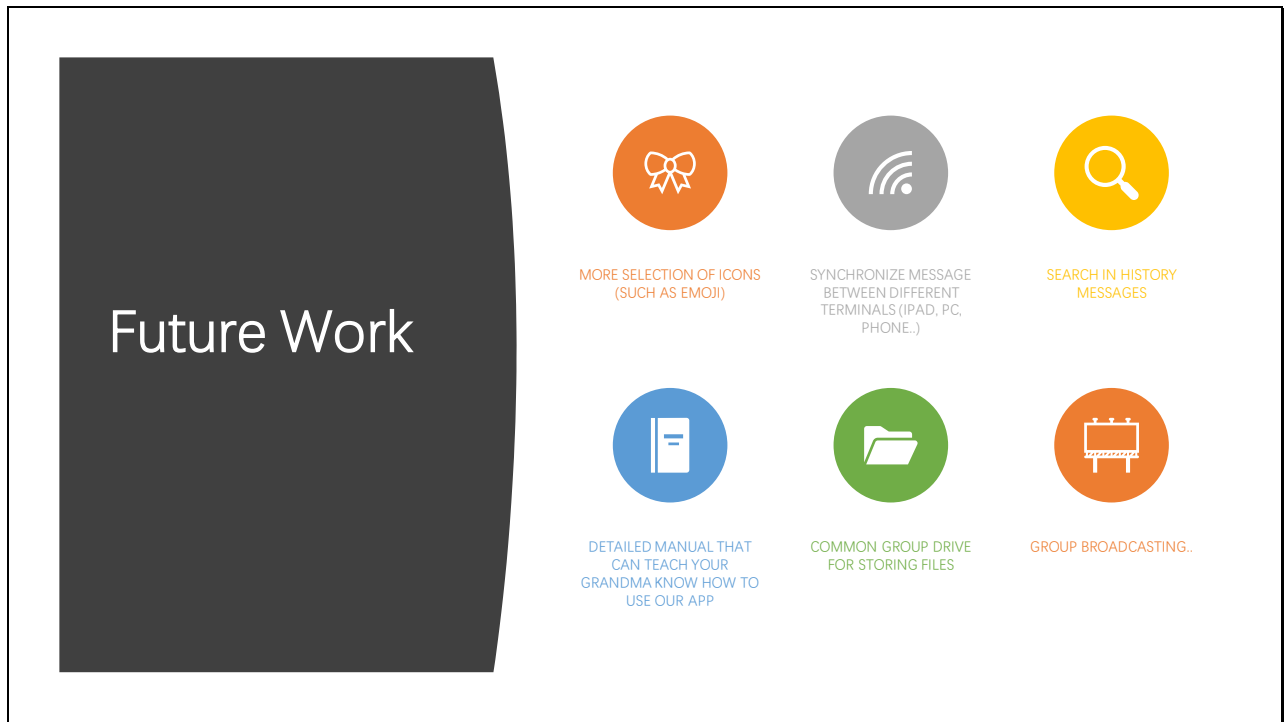 Future Work
MORE SELECTION OF ICONS
(SUCH AS EMOJI)
SYNCHRONIZE MESSAGE
BETWEEN DIFFERENT
TERMINALS (IPAD, PC,
PHONE..)
SEARCH IN HISTORY
MESSAGES
DETAILED MANUAL THAT
CAN TEACH YOUR
GRANDMA KNOW HOW TO
USE OUR APP
COMMON GROUP DRIVE
FOR STORING FILES
GROUP BROADCASTING..